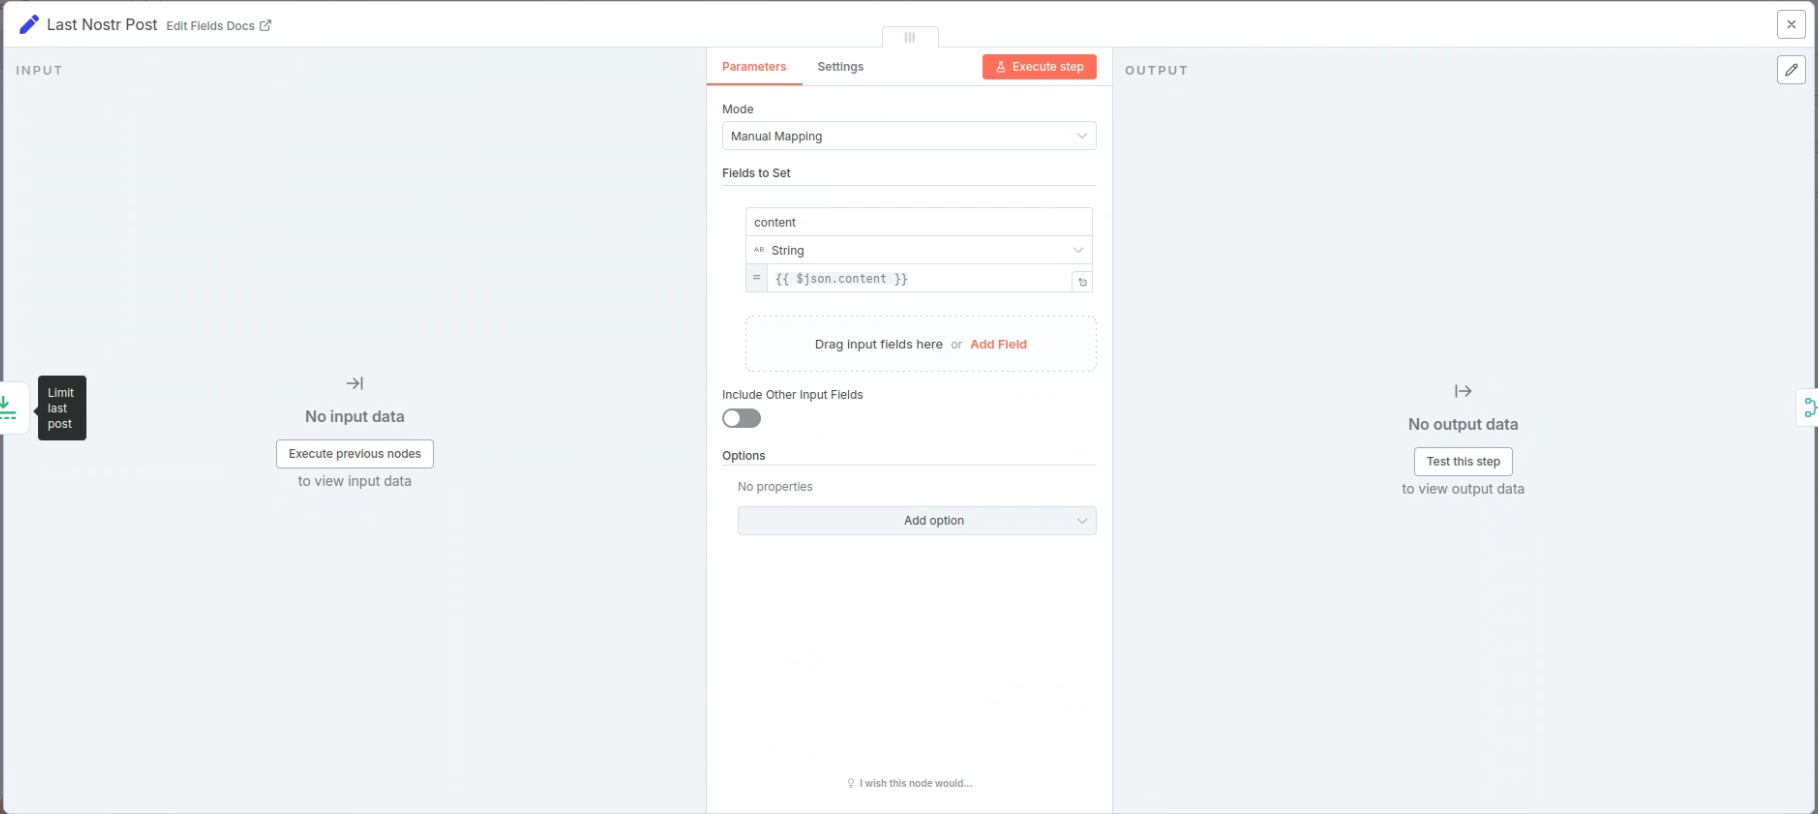 Last Nostr Post
Edit Fields Docs
INPUT
Parameters
Settings
Execute step
OUTPUT
Mode
Manual Mapping
Fields to Set
content
AB String
= {{ $json.content }}
Drag input fields here or Add Field
Include Other Input Fields
Limit
last
post
No input data
Execute previous nodes
to view input data
No output data
Test this step
to view output data
Options
No properties
Add option
I wish this node would...